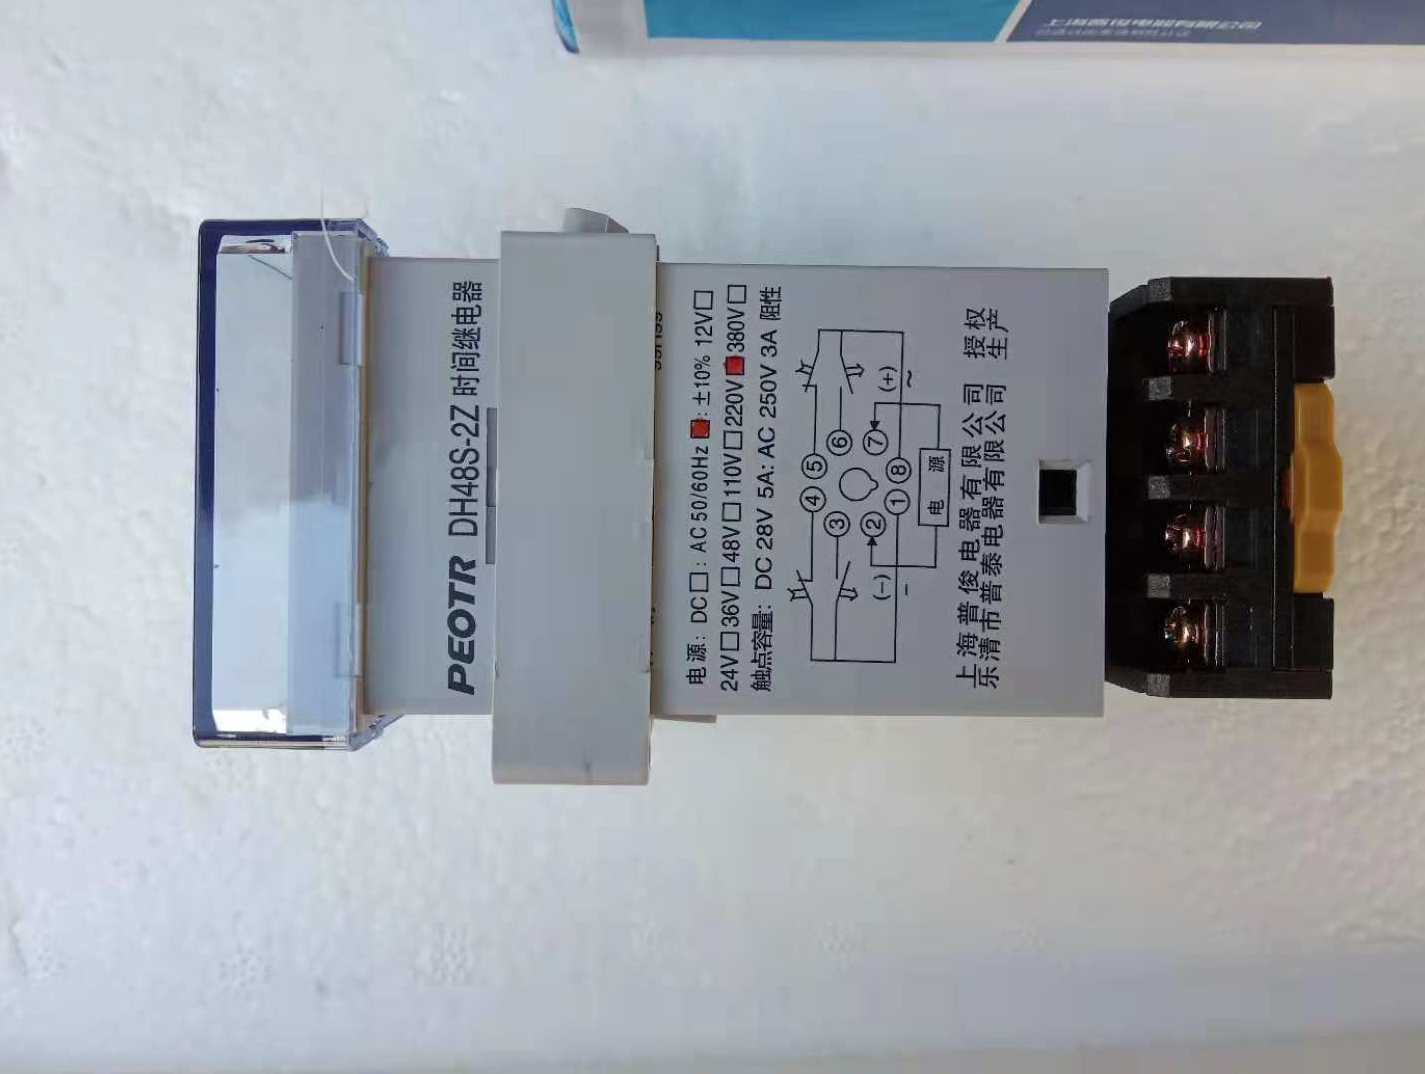 PEOTR DH48S-2Z 时间继电器
电源: DC□: AC 50/60Hz ■: ±10% 12V□
24V□36V□48V□110V□220V■380V□
触点容量: DC 28V 5A: AC 250V 3A 阻性
④ ⑤
③ ⑥
② ⑦
① ⑧
(-) (+)
- ~
电 源
上海普俊电器有限公司 授权
乐清市普泰电器有限公司 生产